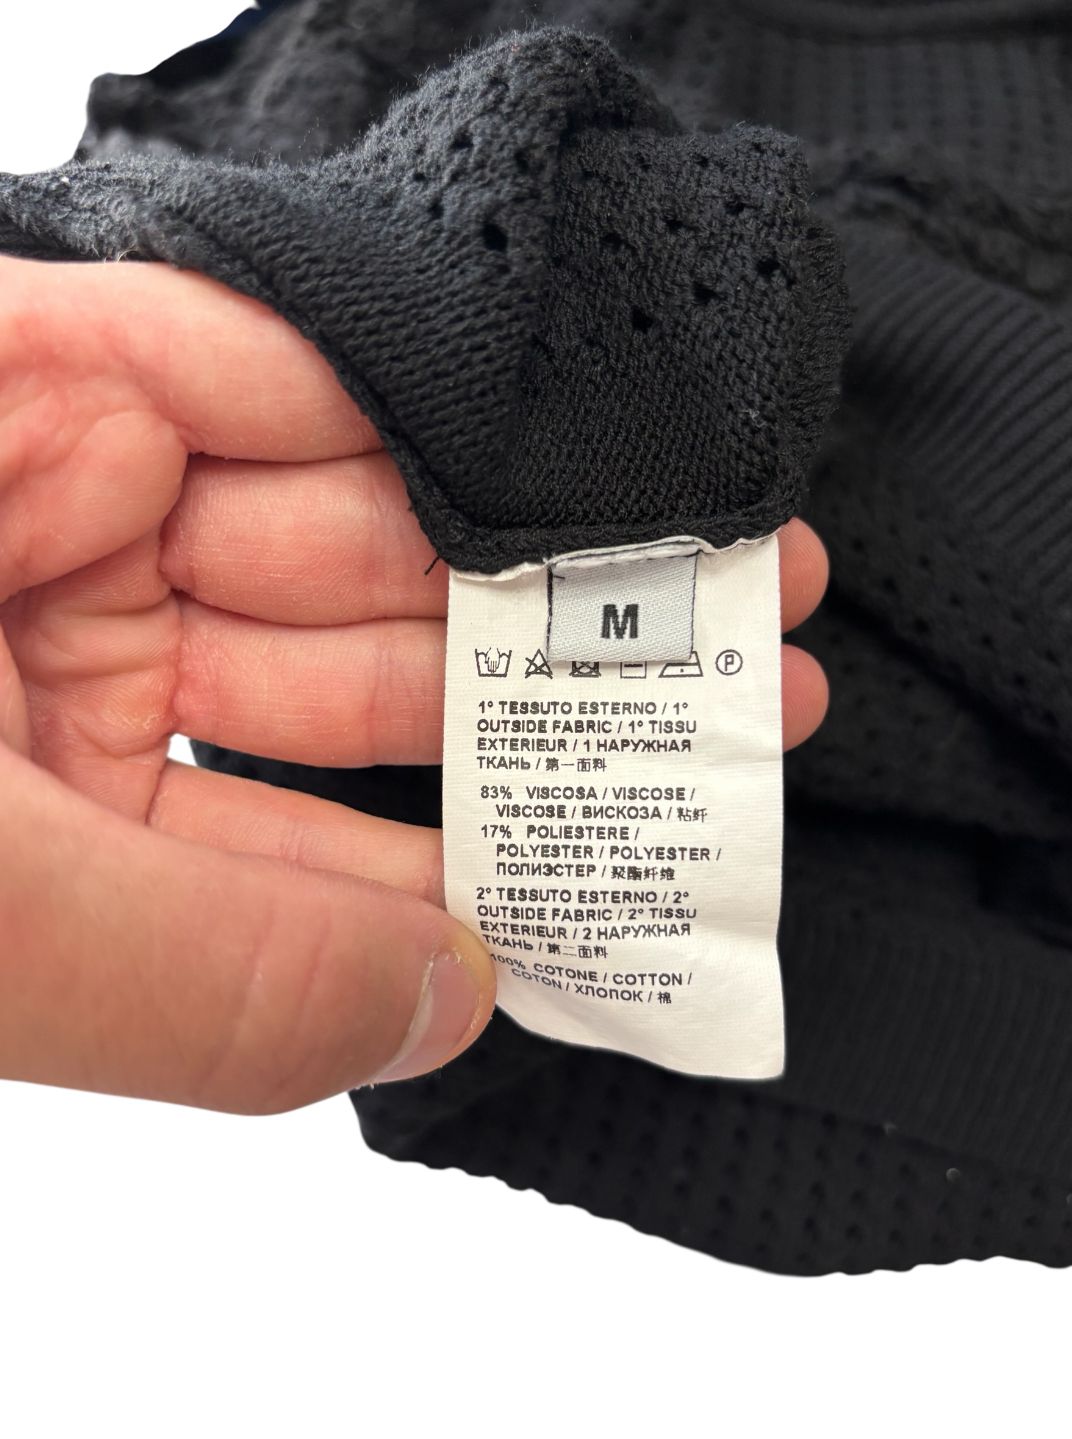 M
P
1° TESSUTO ESTERNO / 1°
OUTSIDE FABRIC / 1° TISSU
EXTERIEUR / 1 НАРУЖНАЯ
ТКАНЬ / 第一面料
83% VISCOSA / VISCOSE /
VISCOSE / ВИСКОЗА / 粘纤
17% POLIESTERE /
POLYESTER / POLYESTER /
ПОЛИЭСТЕР / 聚酯纤维
2° TESSUTO ESTERNO / 2°
OUTSIDE FABRIC / 2° TISSU
EXTERIEUR / 2 НАРУЖНАЯ
ТКАНЬ / 第二面料
100% COTONE / COTTON /
COTON / ХЛОПОК / 棉